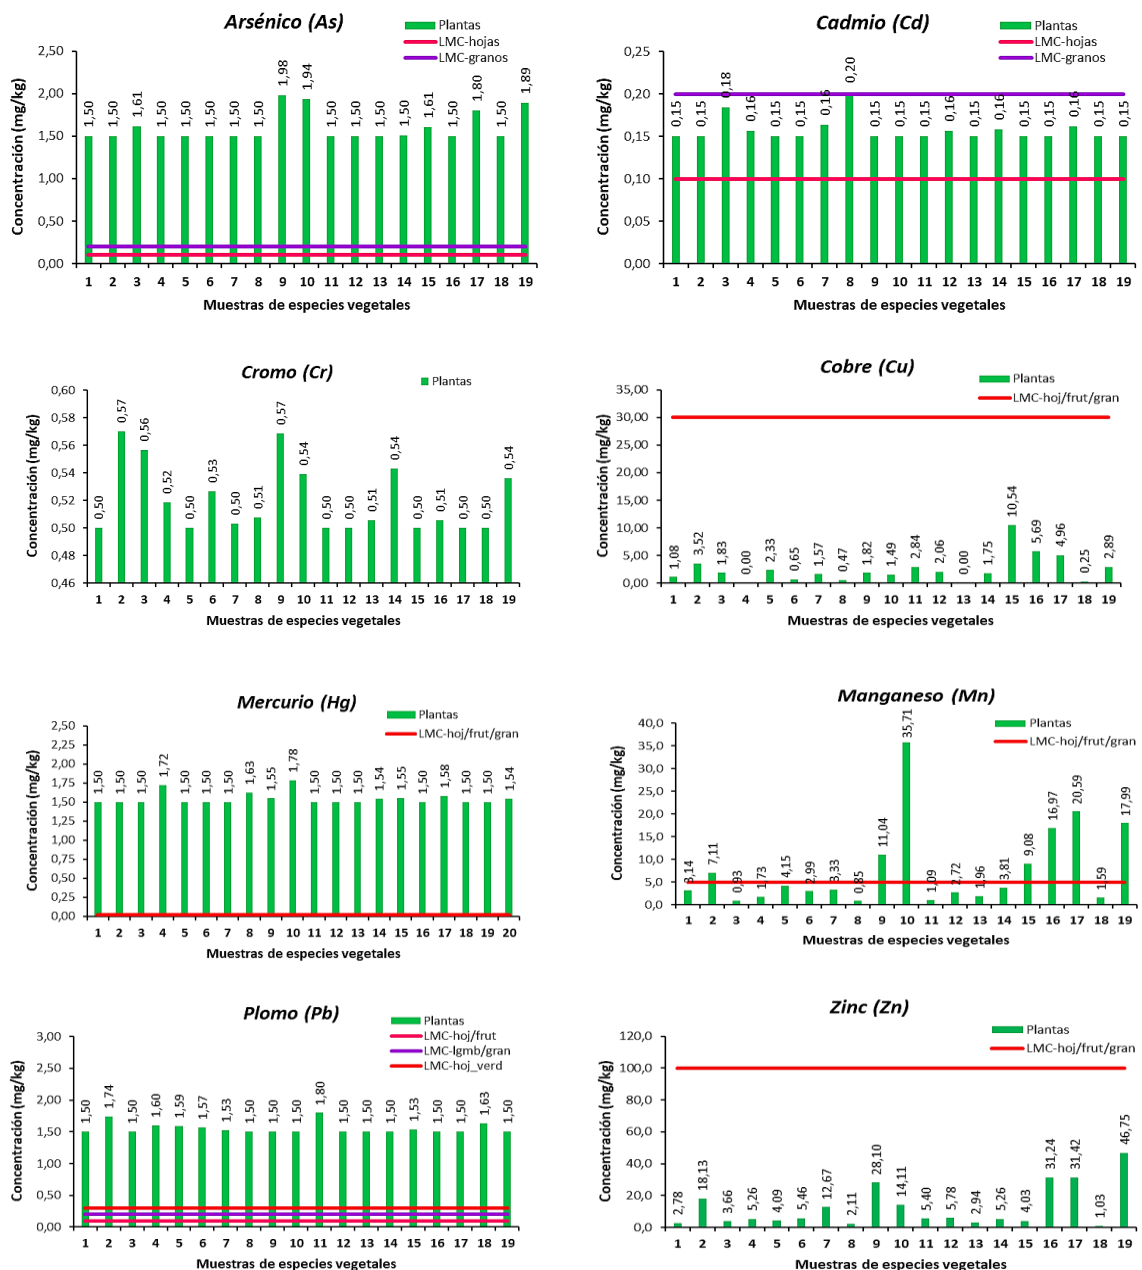 Arsénico (As)
Plantas
LMC-hojas
LMC-granos
Concentración (mg/kg)
2,50
2,00
1,50
1,00
0,50
0,00
1,50 1,50 1,61 1,50 1,50 1,50 1,50 1,50 1,98 1,94 1,50 1,50 1,50 1,50 1,61 1,50 1,80 1,50 1,89
1 2 3 4 5 6 7 8 9 10 11 12 13 14 15 16 17 18 19
Muestras de especies vegetales
Cadmio (Cd)
Plantas
LMC-hojas
LMC-granos
Concentración (mg/kg)
0,25
0,20
0,15
0,10
0,05
0,00
0,15 0,15 0,18 0,16 0,15 0,15 0,16 0,20 0,15 0,15 0,15 0,16 0,15 0,16 0,15 0,15 0,16 0,15 0,15
1 2 3 4 5 6 7 8 9 10 11 12 13 14 15 16 17 18 19
Muestras de especies vegetales
Cromo (Cr)
Plantas
Concentración (mg/kg)
0,60
0,58
0,56
0,54
0,52
0,50
0,48
0,46
0,50 0,57 0,56 0,52 0,50 0,53 0,50 0,51 0,57 0,54 0,50 0,50 0,51 0,54 0,50 0,51 0,50 0,50 0,54
1 2 3 4 5 6 7 8 9 10 11 12 13 14 15 16 17 18 19
Muestras de especies vegetales
Cobre (Cu)
Plantas
LMC-hoj/frut/gran
Concentración (mg/kg)
35,00
30,00
25,00
20,00
15,00
10,00
5,00
0,00
1,08 3,52 1,83 0,00 2,33 0,65 1,57 0,47 1,82 1,49 2,84 2,06 0,00 1,75 10,54 5,69 4,96 0,25 2,89
1 2 3 4 5 6 7 8 9 10 11 12 13 14 15 16 17 18 19
Muestras de especies vegetales
Mercurio (Hg)
Plantas
LMC-hoj/frut/gran
Concentración (mg/kg)
2,50
2,25
2,00
1,75
1,50
1,25
1,00
0,75
0,50
0,25
0,00
1,50 1,50 1,50 1,72 1,50 1,50 1,50 1,63 1,55 1,78 1,50 1,50 1,50 1,54 1,55 1,50 1,58 1,50 1,50 1,54
1 2 3 4 5 6 7 8 9 10 11 12 13 14 15 16 17 18 19 20
Muestras de especies vegetales
Manganeso (Mn)
Plantas
LMC-hoj/frut/gran
Concentración (mg/kg)
40,0
35,0
30,0
25,0
20,0
15,0
10,0
5,0
0,0
3,14 7,11 0,93 1,73 4,15 2,99 3,33 0,85 11,04 35,71 1,09 2,72 1,96 3,81 9,08 16,97 20,59 1,59 17,99
1 2 3 4 5 6 7 8 9 10 11 12 13 14 15 16 17 18 19
Muestras de especies vegetales
Plomo (Pb)
Plantas
LMC-hoj/frut
LMC-lgmb/gran
LMC-hoj_verd
Concentración (mg/kg)
3,00
2,50
2,00
1,50
1,00
0,50
0,00
1,50 1,74 1,50 1,60 1,59 1,57 1,53 1,50 1,50 1,50 1,80 1,50 1,50 1,50 1,53 1,50 1,50 1,63 1,50
1 2 3 4 5 6 7 8 9 10 11 12 13 14 15 16 17 18 19
Muestras de especies vegetales
Zinc (Zn)
Plantas
LMC-hoj/frut/gran
Concentración (mg/kg)
120,0
100,0
80,0
60,0
40,0
20,0
0,0
2,78 18,13 3,66 5,26 4,09 5,46 12,67 2,11 28,10 14,11 5,40 5,78 2,94 5,26 4,03 31,24 31,42 1,03 46,75
1 2 3 4 5 6 7 8 9 10 11 12 13 14 15 16 17 18 19
Muestras de especies vegetales